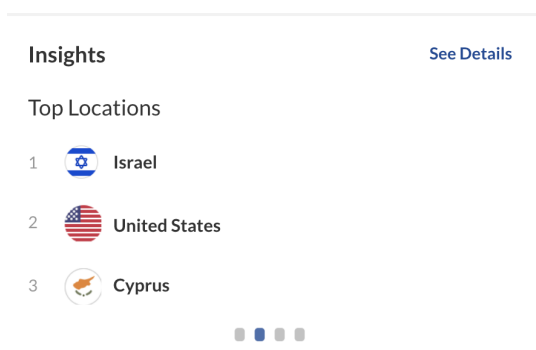 Insights
See Details
Top Locations
1 Israel
2 United States
3 Cyprus